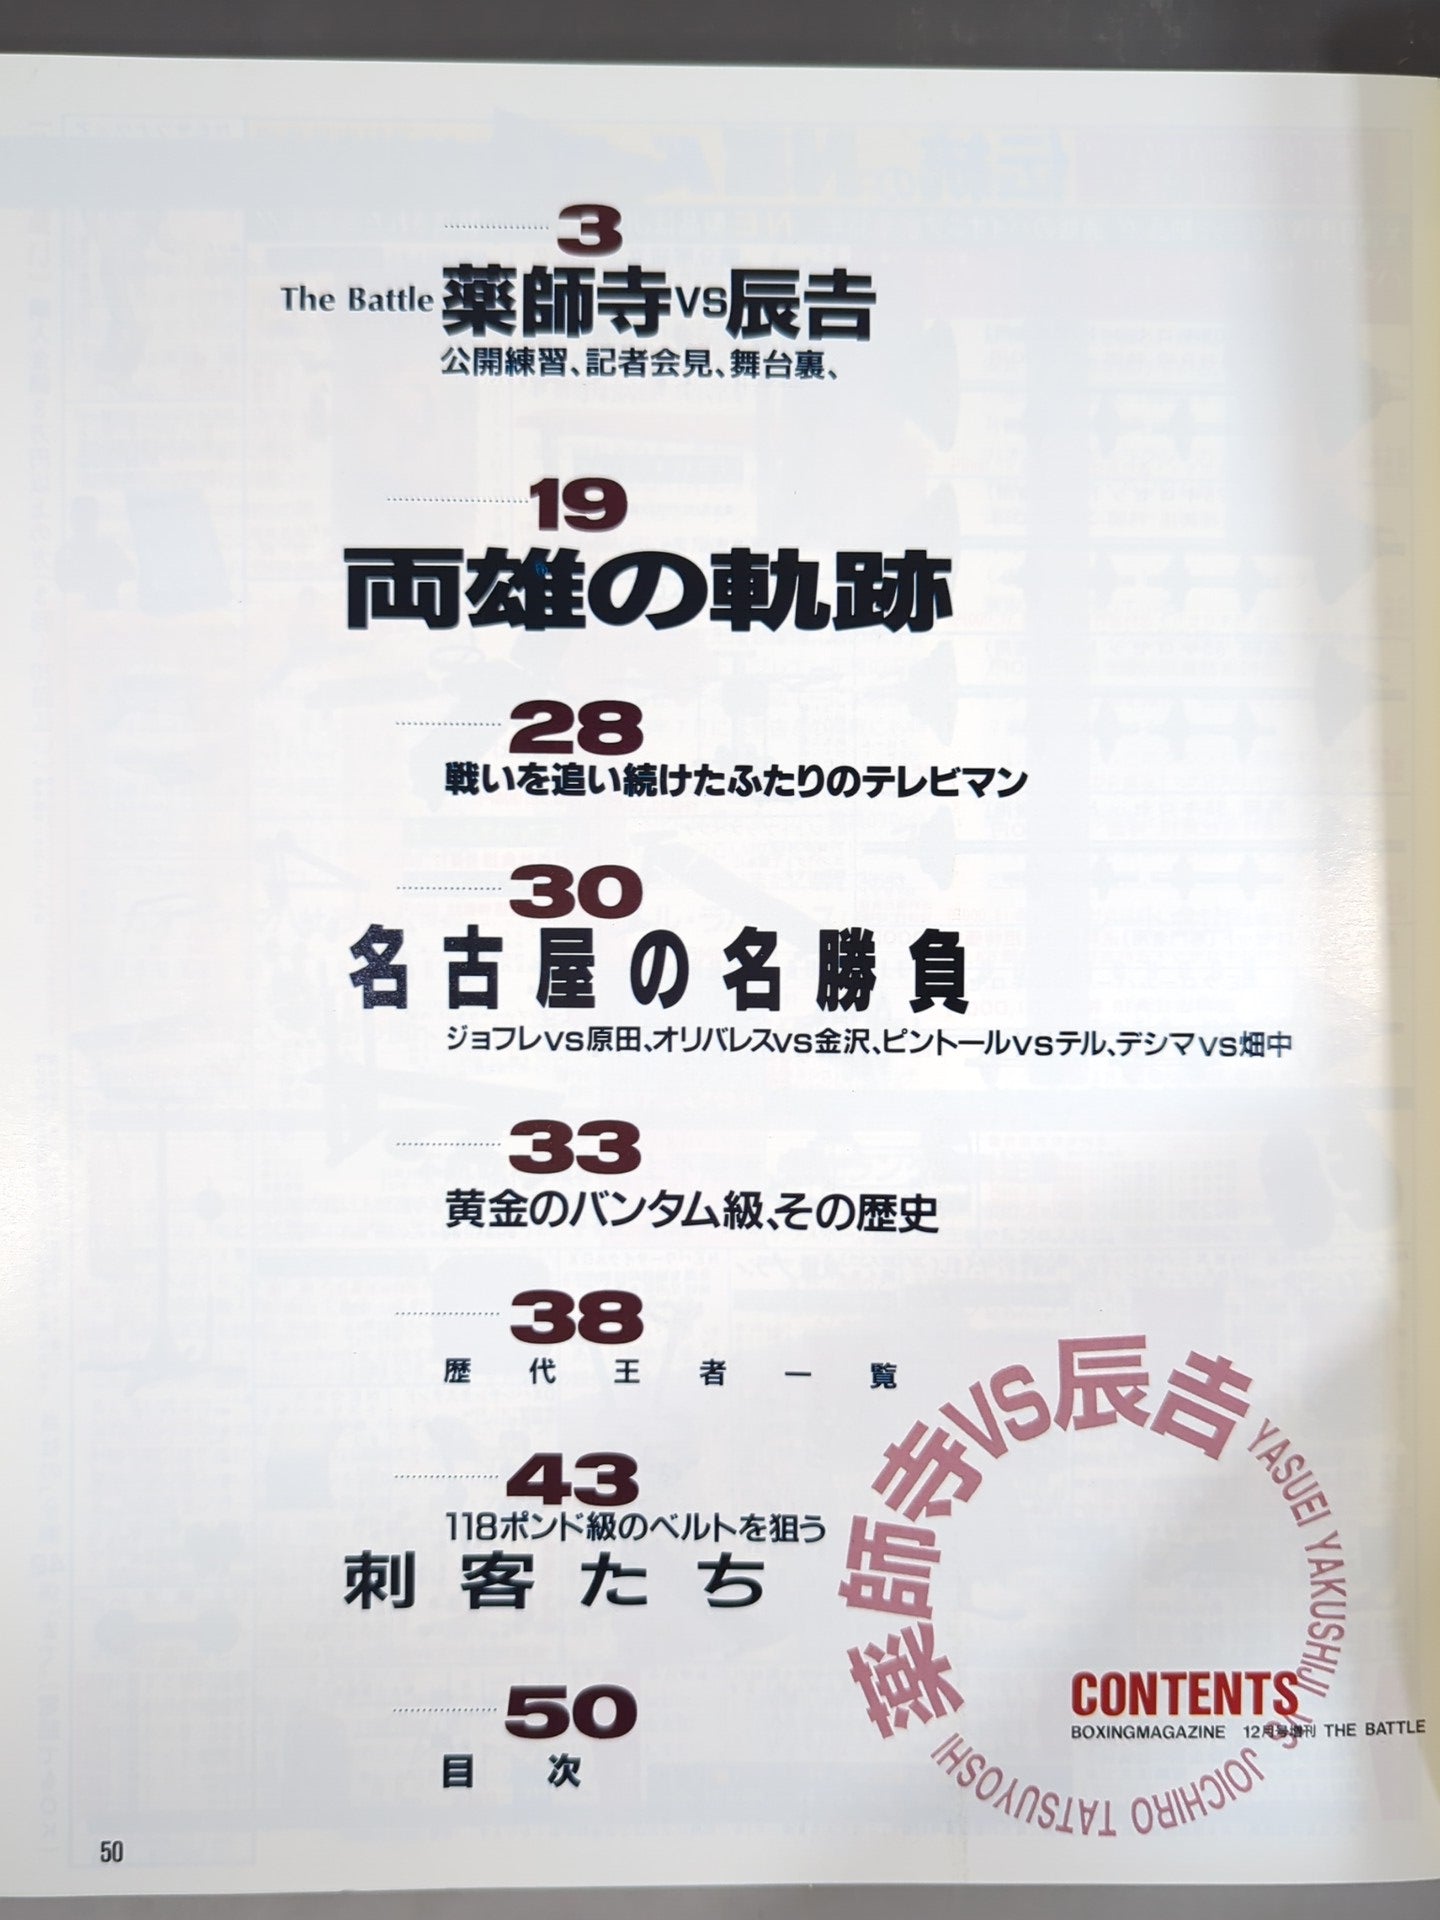 3
The Battle 薬師寺VS辰吉
公開練習、記者会見、舞台裏、
19
両雄の軌跡
28
戦いを追い続けたふたりのテレビマン
30
名古屋の名勝負
ジョフレVS原田、オリバレスVS金沢、ピントールVSテル、デシマVS畑中
33
黄金のバンタム級、その歴史
38
歴代王者一覧
43
118ポンド級のベルトを狙う
刺客たち
50
目次
薬師寺VS辰吉
YASUEI YAKUSHIJI VS JOICHIRO TATSUYOSHI
CONTENTS
BOXINGMAGAZINE 12月号増刊 THE BATTLE
50